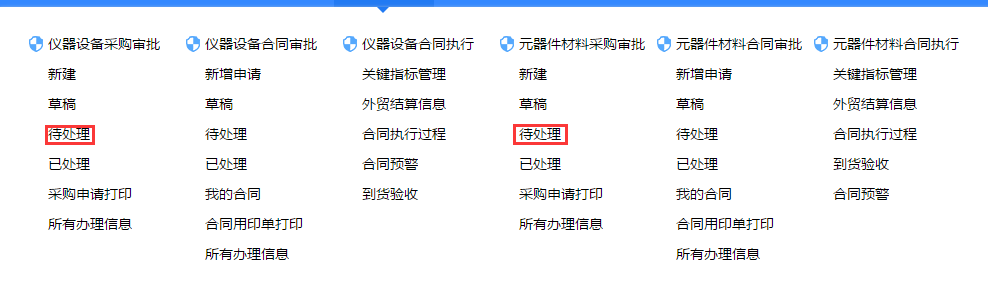 仪器设备采购审批
新建
草稿
待处理
已处理
采购申请打印
所有办理信息
仪器设备合同审批
新增申请
草稿
待处理
已处理
我的合同
合同用印单打印
所有办理信息
仪器设备合同执行
关键指标管理
外贸结算信息
合同执行过程
合同预警
到货验收
元器件材料采购审批
新建
草稿
待处理
已处理
采购申请打印
所有办理信息
元器件材料合同审批
新增申请
草稿
待处理
已处理
我的合同
合同用印单打印
所有办理信息
元器件材料合同执行
关键指标管理
外贸结算信息
合同执行过程
到货验收
合同预警